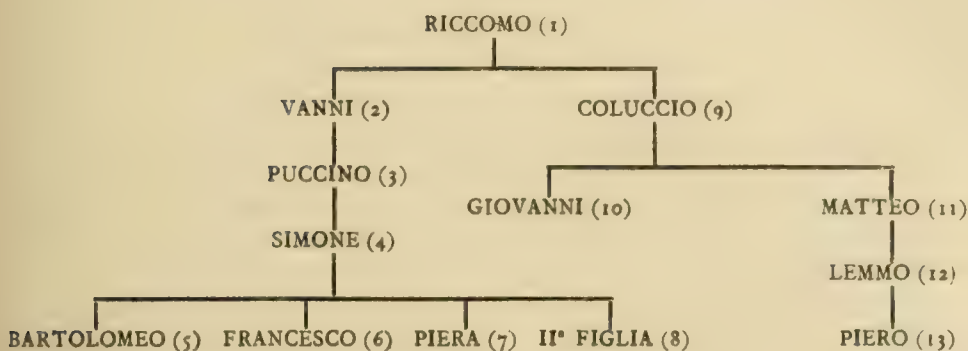 RICCOMO (1)
VANNI (2) COLUCCIO (9)
PUCCINO (3)
GIOVANNI (10) MATTEO (11)
SIMONE (4)
LEMMO (12)
BARTOLOMEO (5) FRANCESCO (6) PIERA (7) IIª FIGLIA (8) PIERO (13)